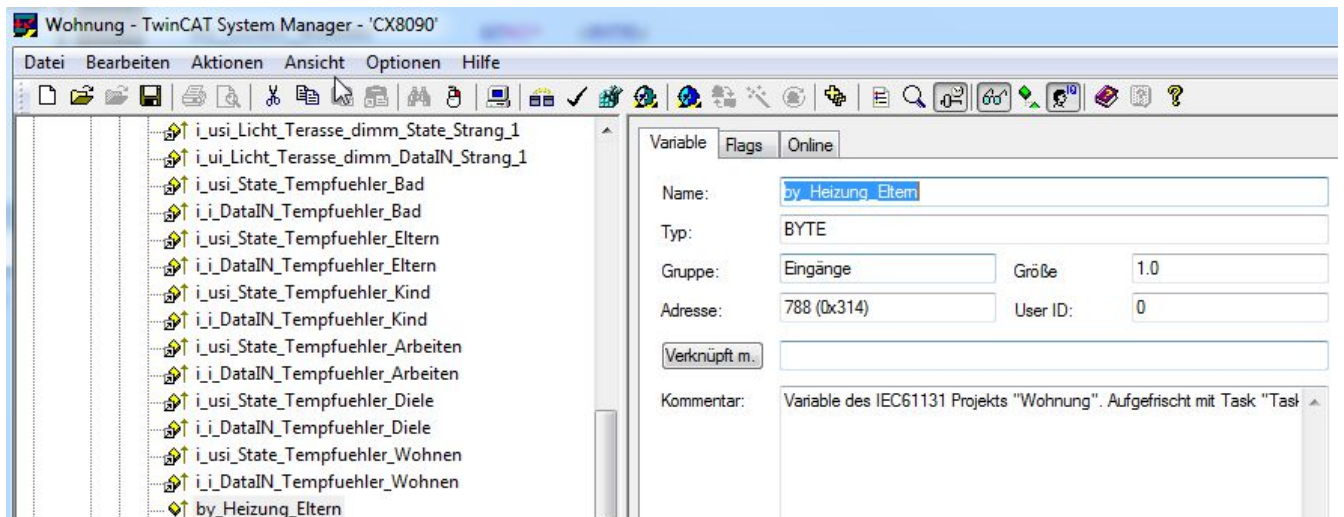 Wohnung - TwinCAT System Manager - 'CX8090'
Datei Bearbeiten Aktionen Ansicht Optionen Hilfe
i_usi_Licht_Terasse_dimm_State_Strang_1
i_ui_Licht_Terasse_dimm_DataIN_Strang_1
i_usi_State_Tempfuehler_Bad
i_i_DataIN_Tempfuehler_Bad
i_usi_State_Tempfuehler_Eltern
i_i_DataIN_Tempfuehler_Eltern
i_usi_State_Tempfuehler_Kind
i_i_DataIN_Tempfuehler_Kind
i_usi_State_Tempfuehler_Arbeiten
i_i_DataIN_Tempfuehler_Arbeiten
i_usi_State_Tempfuehler_Diele
i_i_DataIN_Tempfuehler_Diele
i_usi_State_Tempfuehler_Wohnen
i_i_DataIN_Tempfuehler_Wohnen
by_Heizung_Eltern
Variable Flags Online
Name: by_Heizung_Eltern
Typ: BYTE
Gruppe: Eingänge Größe 1.0
Adresse: 788 (0x314) User ID: 0
Verknüpft m.
Kommentar: Variable des IEC61131 Projekts "Wohnung". Aufgefrischt mit Task "Task